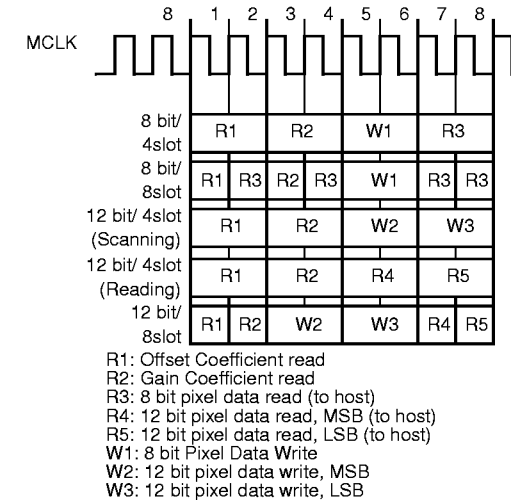 8 1 2 3 4 5 6 7 8
MCLK
8 bit/
4slot
R1 R2 W1 R3
8 bit/
8slot
R1 R3 R2 R3 W1 R3 R3
12 bit/ 4slot
(Scanning)
R1 R2 W2 W3
12 bit/ 4slot
(Reading)
R1 R2 R4 R5
12 bit/
8slot
R1 R2 W2 W3 R4 R5
R1: Offset Coefficient read
R2: Gain Coefficient read
R3: 8 bit pixel data read (to host)
R4: 12 bit pixel data read, MSB (to host)
R5: 12 bit pixel data read, LSB (to host)
W1: 8 bit Pixel Data Write
W2: 12 bit pixel data write, MSB
W3: 12 bit pixel data write, LSB